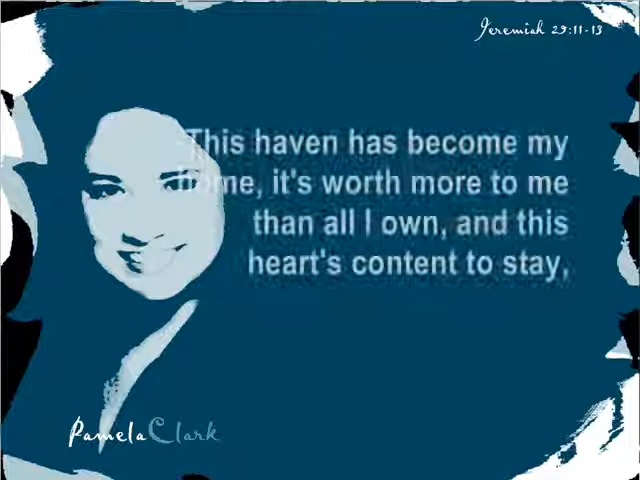 Jeremiah 29:11-13
This haven has become my
home, it's worth more to me
than all I own, and this
heart's content to stay,
PamelaClark